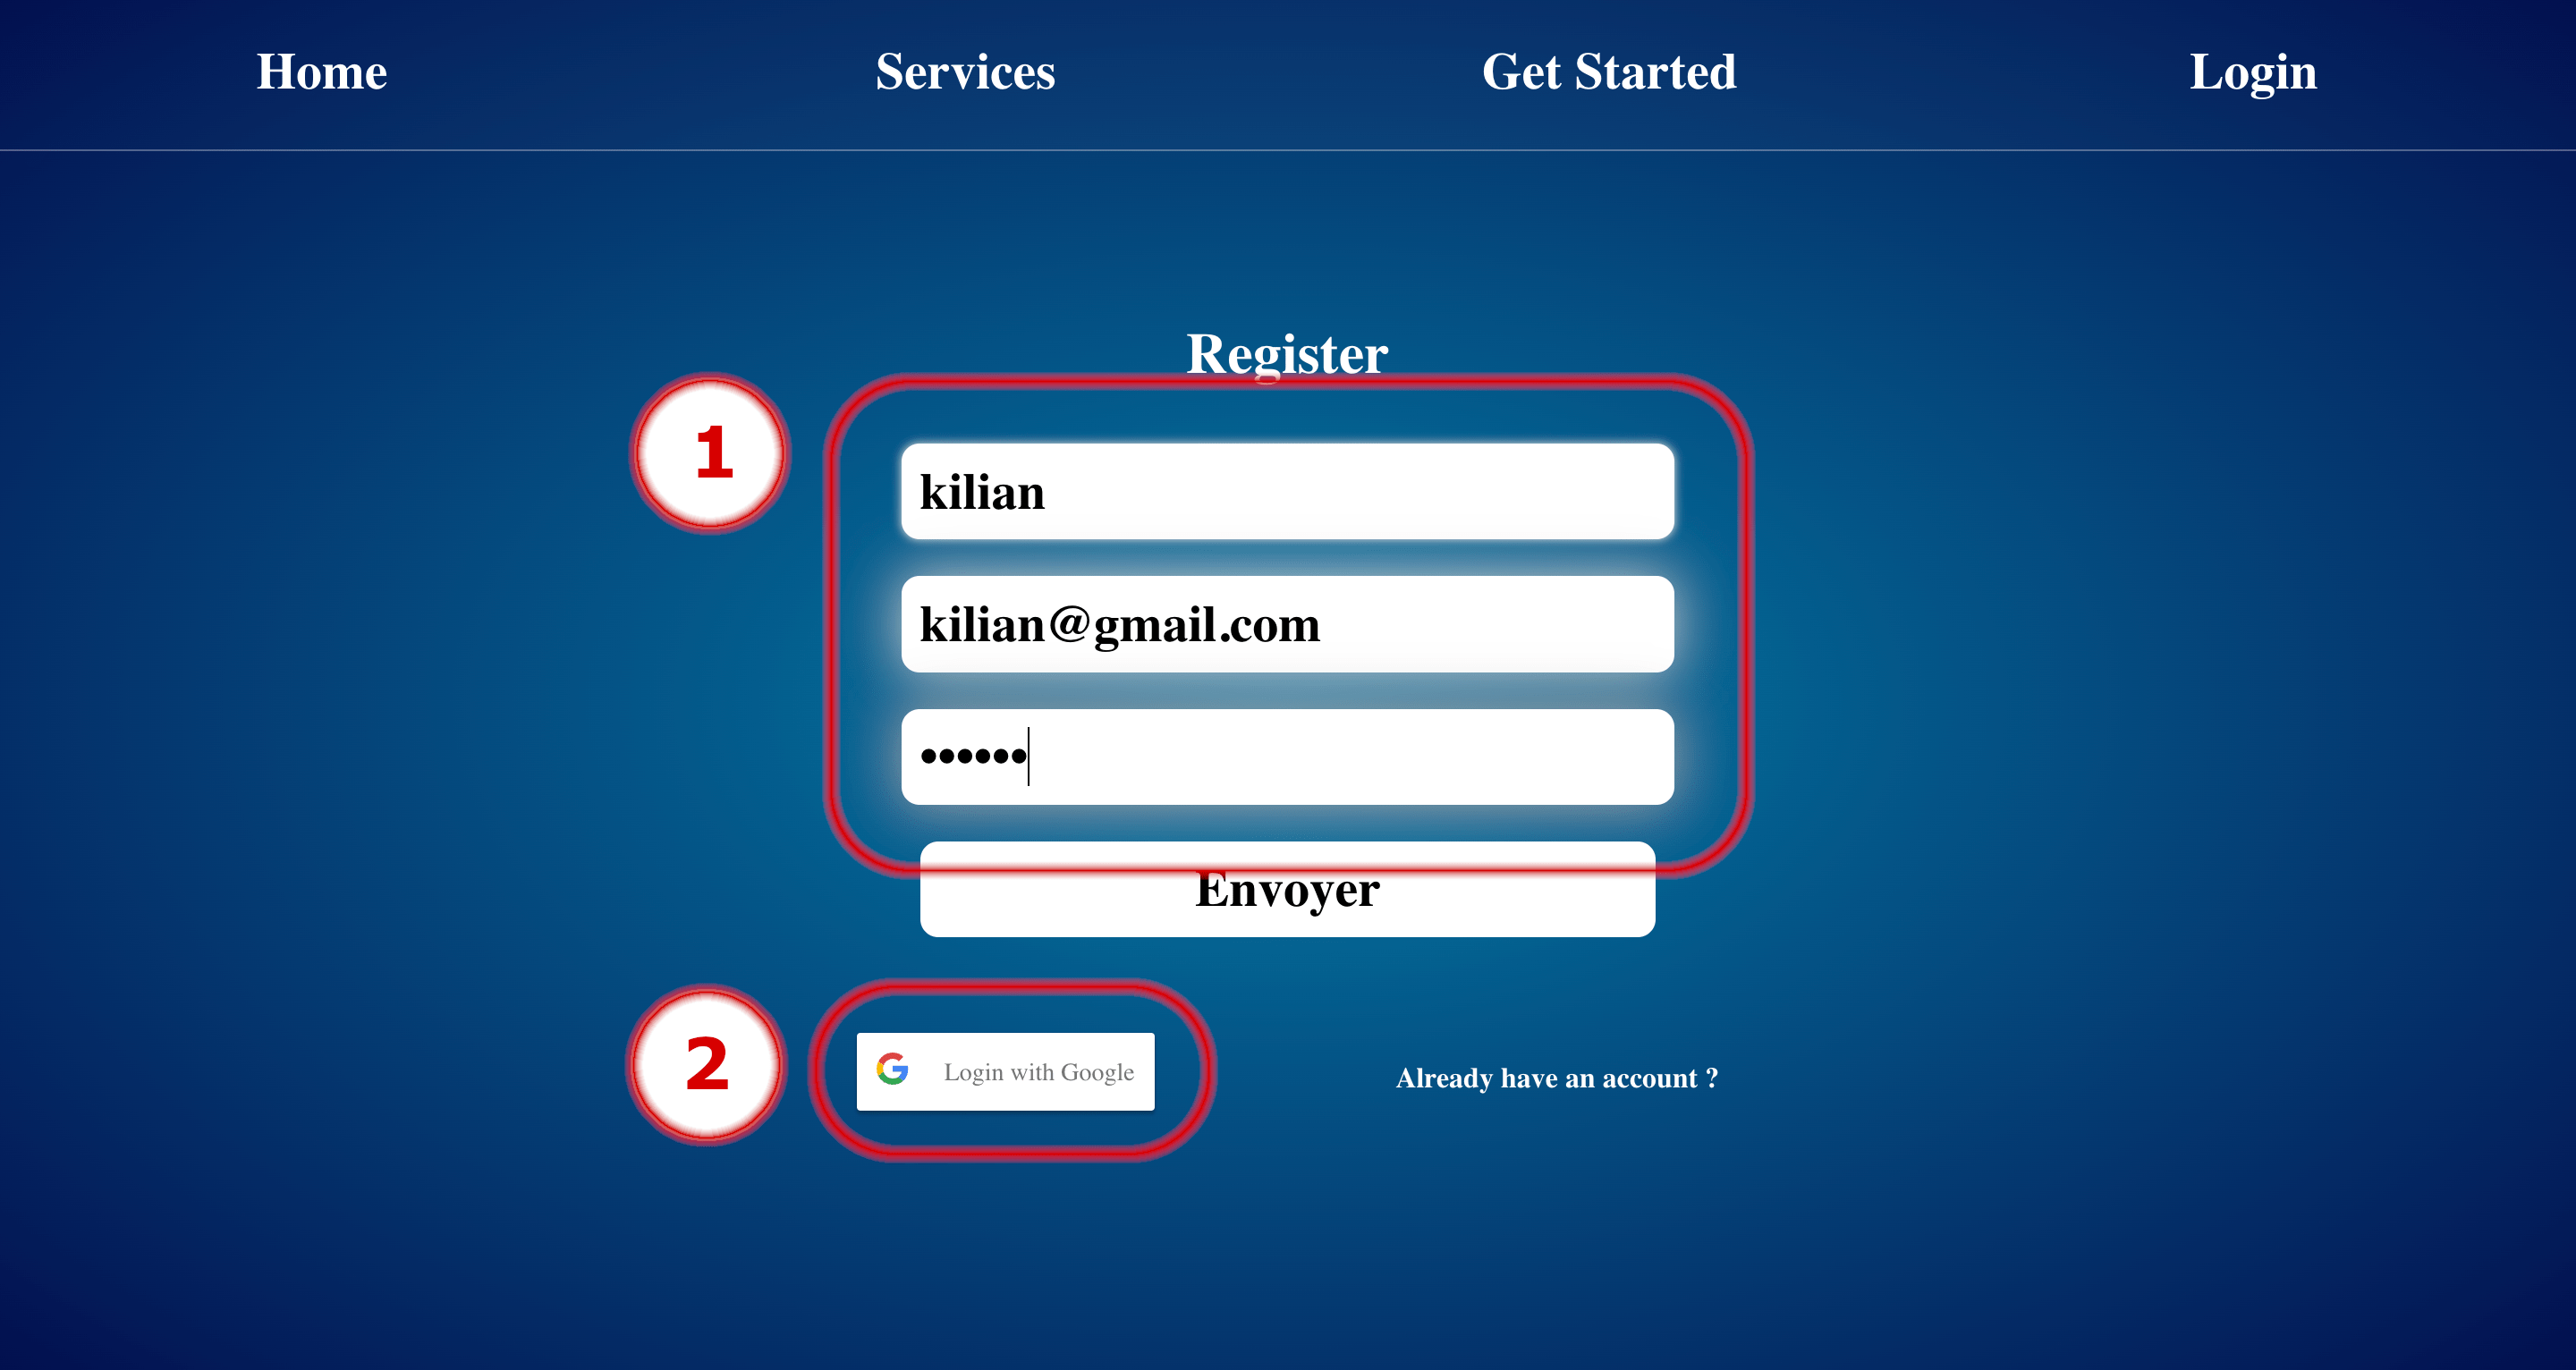 Home Services Get Started Login
Register
1
kilian
kilian@gmail.com
••••••
Envoyer
2
Login with Google
Already have an account ?